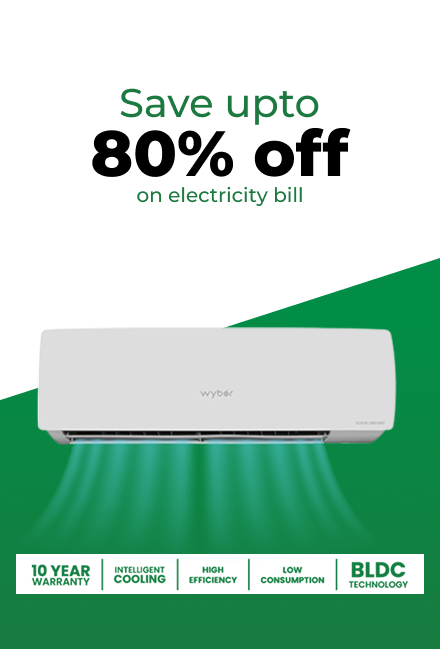 Save upto
80% off
on electricity bill
wybor
10 YEAR
WARRANTY
INTELLIGENT
COOLING
HIGH
EFFICIENCY
LOW
CONSUMPTION
BLDC
TECHNOLOGY